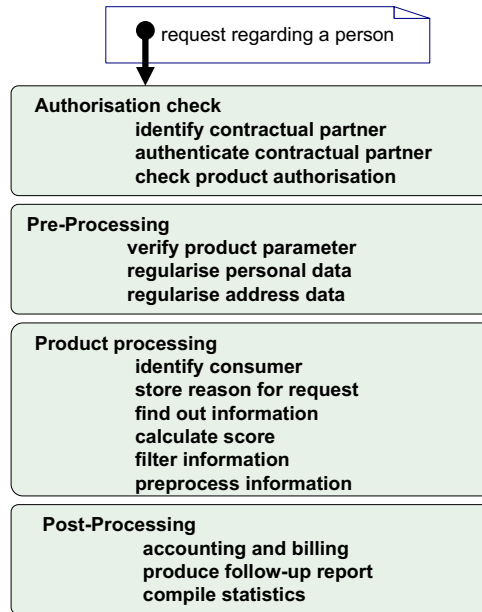 request regarding a person
Authorisation check
identify contractual partner
authenticate contractual partner
check product authorisation
Pre-Processing
verify product parameter
regularise personal data
regularise address data
Product processing
identify consumer
store reason for request
find out information
calculate score
filter information
preprocess information
Post-Processing
accounting and billing
produce follow-up report
compile statistics